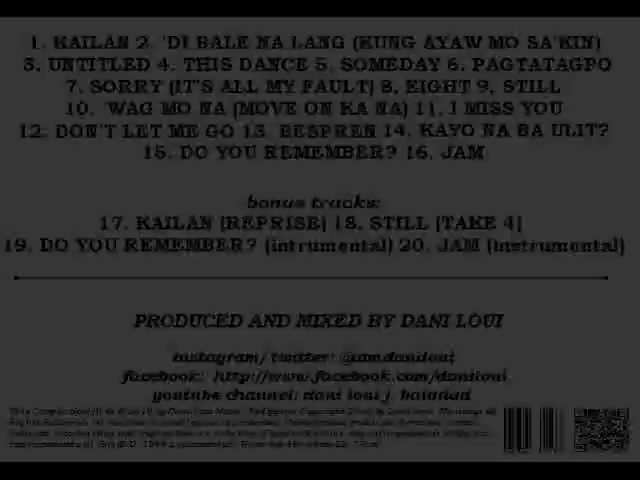 1. KAILAN 2. 'DI BALE NA LANG (KUNG AYAW MO SA'KIN)
3. UNTITLED 4. THIS DANCE 5. SOMEDAY 6. PAGTATAGPO
7. SORRY (IT'S ALL MY FAULT) 8. EIGHT 9. STILL
10. 'WAG MO NA (MOVE ON KA NA) 11. I MISS YOU
12. DON'T LET ME GO 13. BESPREN 14. KAYO NA BA ULIT?
15. DO YOU REMEMBER? 16. JAM
bonus tracks:
17. KAILAN (REPRISE) 18. STILL (TAKE 4)
19. DO YOU REMEMBER? (intrumental) 20. JAM (instrumental)
PRODUCED AND MIXED BY DANI LOUI
instagram/ twitter: @iamdaniloui
facebook: http://www.facebook.com/daniloui
youtube channel: dani loui j.